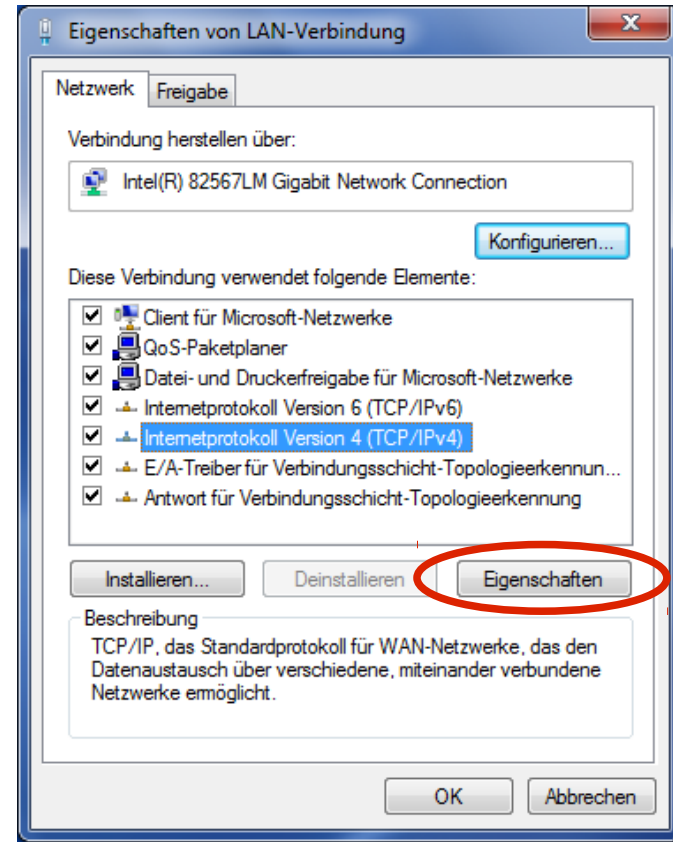 Eigenschaften von LAN-Verbindung
Netzwerk
Freigabe
Verbindung herstellen über:
Intel(R) 82567LM Gigabit Network Connection
Konfigurieren...
Diese Verbindung verwendet folgende Elemente:
Client für Microsoft-Netzwerke
QoS-Paketplaner
Datei- und Druckerfreigabe für Microsoft-Netzwerke
Internetprotokoll Version 6 (TCP/IPv6)
Internetprotokoll Version 4 (TCP/IPv4)
E/A-Treiber für Verbindungsschicht-Topologieerkennun...
Antwort für Verbindungsschicht-Topologieerkennung
Installieren...
Deinstallieren
Eigenschaften
Beschreibung
TCP/IP, das Standardprotokoll für WAN-Netzwerke, das den
Datenaustausch über verschiedene, miteinander verbundene
Netzwerke ermöglicht.
OK
Abbrechen